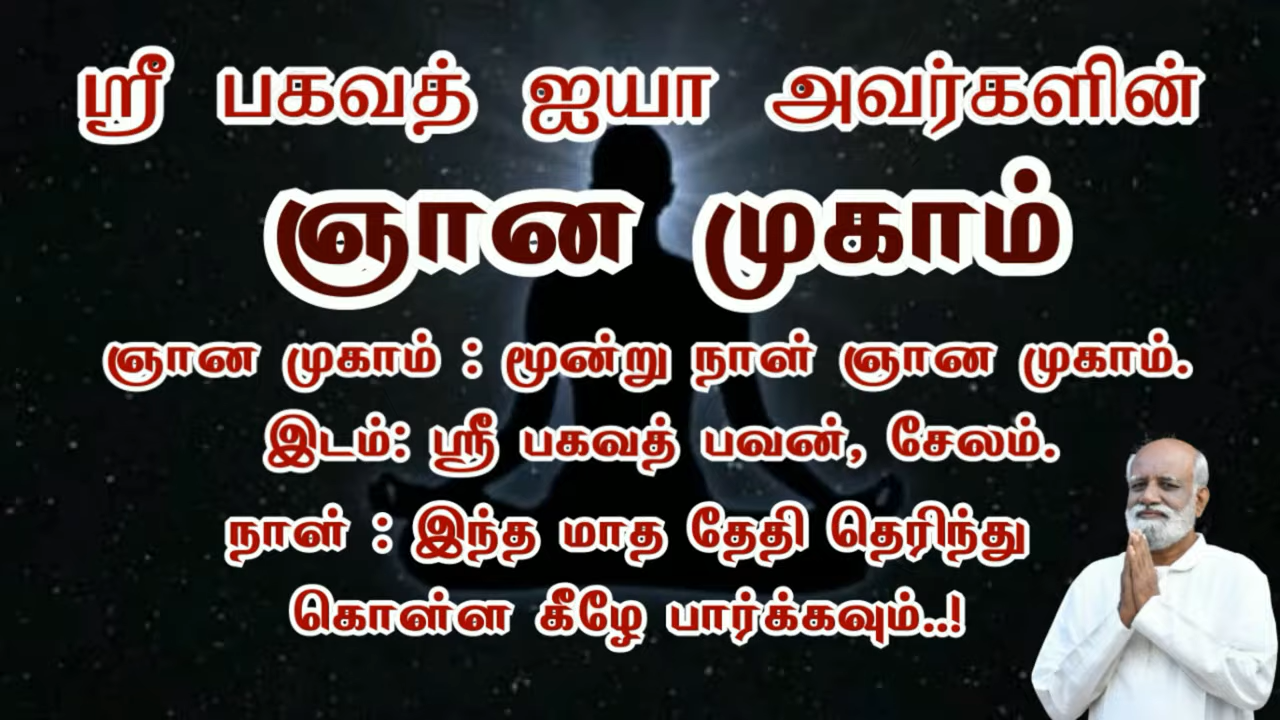 ஸ்ரீ பகவத் ஐயா அவர்களின்
ஞான முகாம்
ஞான முகாம் : மூன்று நாள் ஞான முகாம்.
இடம்: ஸ்ரீ பகவத் பவன், சேலம்.
நாள் : இந்த மாத தேதி தெரிந்து
கொள்ள கீழே பார்க்கவும்..!